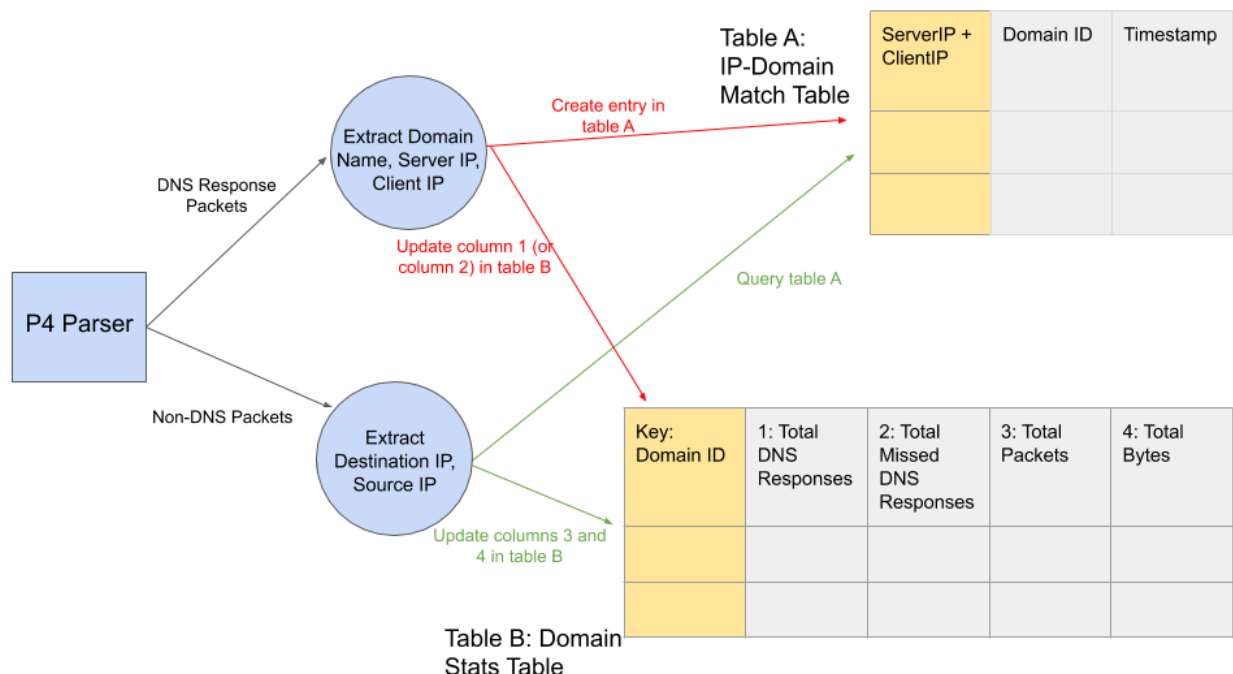 Table A:
IP-Domain
Match Table
ServerIP +
ClientIP
Domain ID
Timestamp
Create entry in
table A
Extract Domain
Name, Server IP,
Client IP
DNS Response
Packets
Update column 1 (or
column 2) in table B
Query table A
P4 Parser
Non-DNS Packets
Extract
Destination IP,
Source IP
Update columns 3 and
4 in table B
Key:
Domain ID
1: Total
DNS
Responses
2: Total
Missed
DNS
Responses
3: Total
Packets
4: Total
Bytes
Table B: Domain
Stats Table